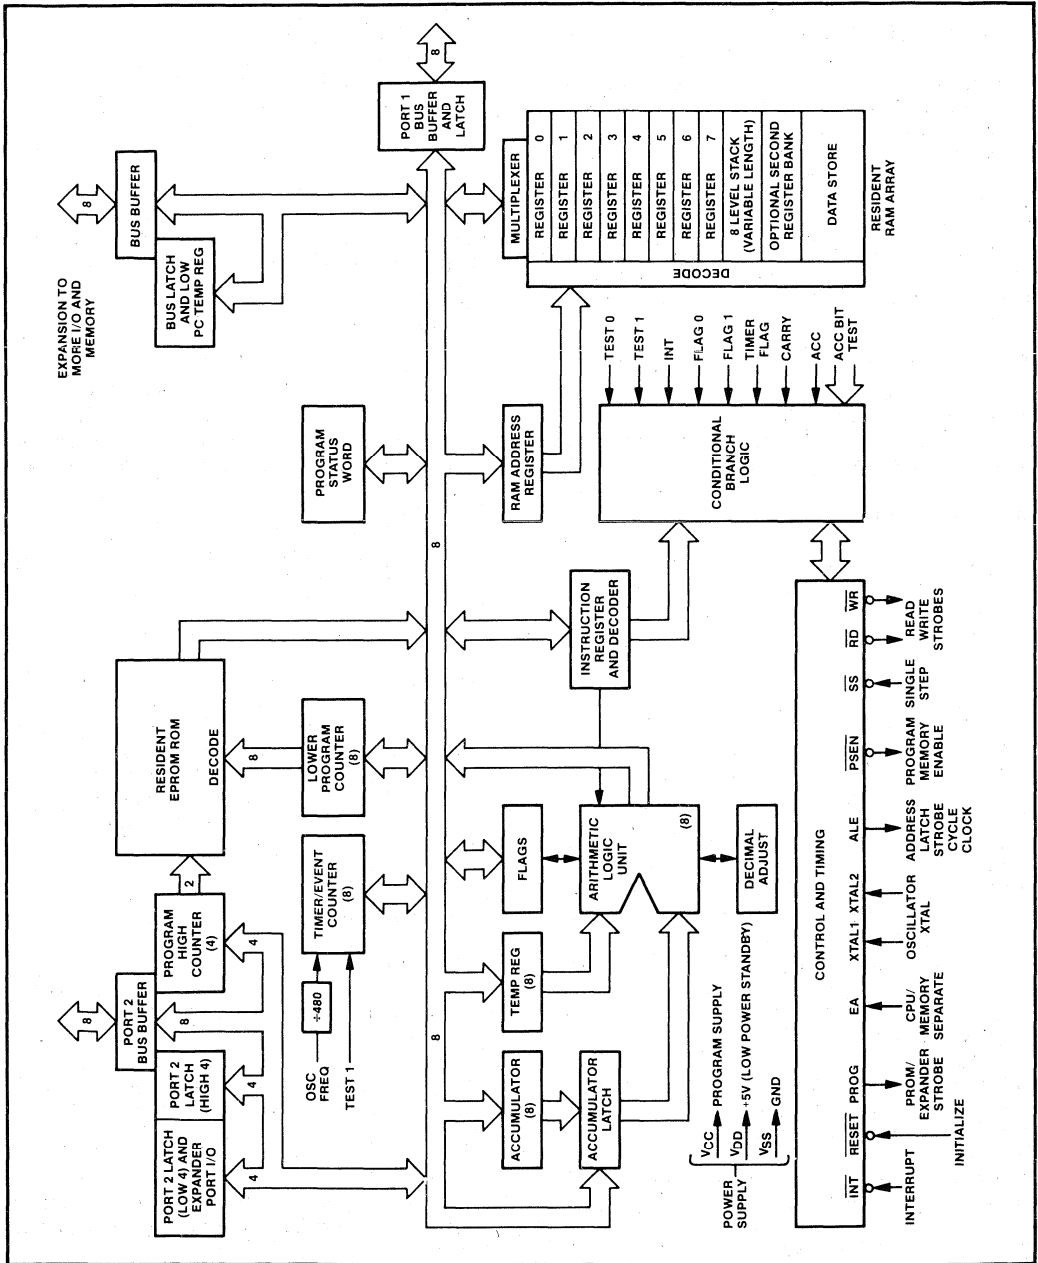 EXPANSION TO
MORE I/O AND
MEMORY
8
BUS BUFFER
BUS LATCH
AND LOW
PC TEMP REG
8
PORT 1
BUS
BUFFER
AND
LATCH
PORT 2
BUS BUFFER
8
8
PORT 2 LATCH
(LOW 4) AND
EXPANDER
PORT I/O
PORT 2
LATCH
(HIGH 4)
PROGRAM
HIGH
COUNTER
(4)
4
4
4
2
RESIDENT
EPROM ROM
DECODE
8
OSC
FREQ
÷480
TEST 1
TIMER/EVENT
COUNTER
(8)
LOWER
PROGRAM
COUNTER
(8)
PROGRAM
STATUS
WORD
8
8
ACCUMULATOR
(8)
TEMP REG
(8)
FLAGS
ACCUMULATOR
LATCH
ARITHMETIC
LOGIC
UNIT
(8)
DECIMAL
ADJUST
INSTRUCTION
REGISTER
AND DECODER
RAM ADDRESS
REGISTER
MULTIPLEXER
DECODE
REGISTER 0
REGISTER 1
REGISTER 2
REGISTER 3
REGISTER 4
REGISTER 5
REGISTER 6
REGISTER 7
8 LEVEL STACK
(VARIABLE LENGTH)
OPTIONAL SECOND
REGISTER BANK
DATA STORE
RESIDENT
RAM ARRAY
CONDITIONAL
BRANCH
LOGIC
TEST 0
TEST 1
INT
FLAG 0
FLAG 1
TIMER
FLAG
CARRY
ACC
ACC BIT
TEST
POWER
SUPPLY
VCC PROGRAM SUPPLY
VDD +5V (LOW POWER STANDBY)
VSS GND
CONTROL AND TIMING
INT RESET PROG EA XTAL1 XTAL2 ALE PSEN SS RD WR
INTERRUPT
INITIALIZE
PROM/
EXPANDER
STROBE
CPU/
MEMORY
SEPARATE
OSCILLATOR
XTAL
ADDRESS
LATCH
STROBE
CYCLE
CLOCK
PROGRAM
MEMORY
ENABLE
SINGLE
STEP
READ
WRITE
STROBES